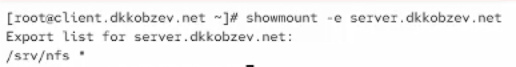 [root@client.dkkobzev.net ~]# showmount -e server.dkkobzev.net
Export list for server.dkkobzev.net:
/srv/nfs *